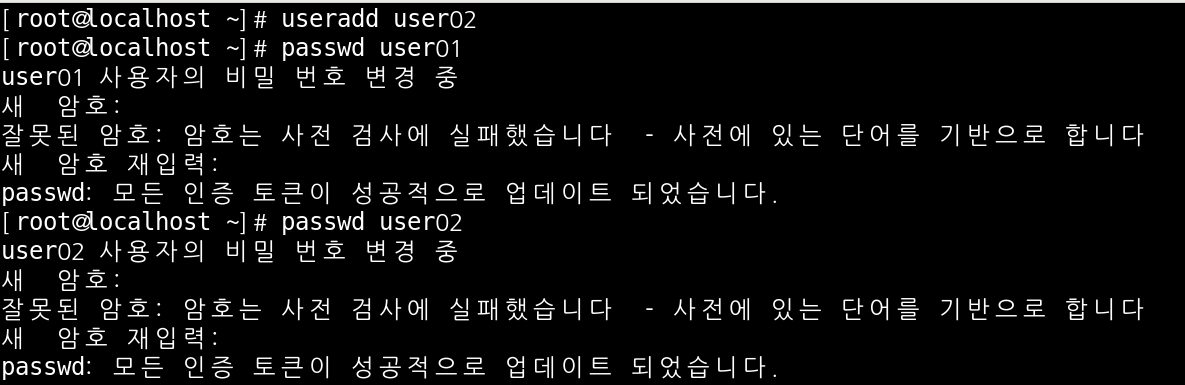 [root@localhost ~]# useradd user02
[root@localhost ~]# passwd user01
user01 사용자의 비밀 번호 변경 중
새 암호:
잘못된 암호: 암호는 사전 검사에 실패했습니다 - 사전에 있는 단어를 기반으로 합니다
새 암호 재입력:
passwd: 모든 인증 토큰이 성공적으로 업데이트 되었습니다.
[root@localhost ~]# passwd user02
user02 사용자의 비밀 번호 변경 중
새 암호:
잘못된 암호: 암호는 사전 검사에 실패했습니다 - 사전에 있는 단어를 기반으로 합니다
새 암호 재입력:
passwd: 모든 인증 토큰이 성공적으로 업데이트 되었습니다.